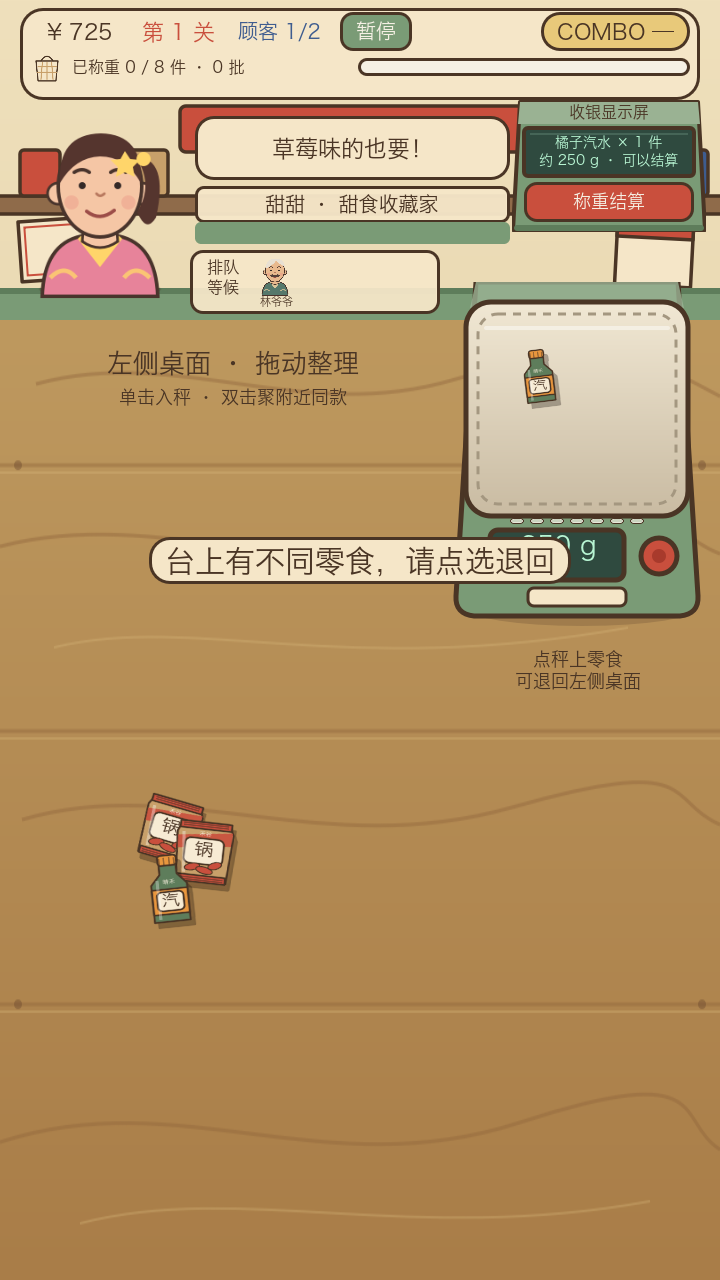 ¥ 725 第 1 关 顾客 1/2 暂停 COMBO —
已称重 0 / 8 件 · 0 批
收银显示屏
橘子汽水 × 1 件
约 250 g · 可以结算
称重结算
草莓味的也要！
甜甜 · 甜食收藏家
排队
等候
林爷爷
左侧桌面 · 拖动整理
单击入秤 · 双击聚附近同款
汽
台上有不同零食，请点选退回
0 g
点秤上零食
可退回左侧桌面
锅
锅
汽